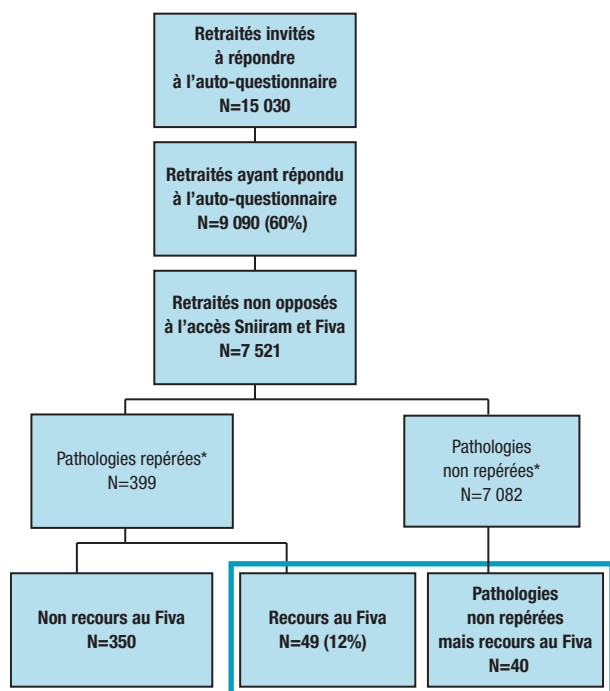 Retraités invités
à répondre
à l’auto-questionnaire
N=15 030
Retraités ayant répondu
à l’auto-questionnaire
N=9 090 (60%)
Retraités non opposés
à l’accès Sniiram et Fiva
N=7 521
Pathologies repérées*
N=399
Pathologies
non repérées*
N=7 082
Non recours au Fiva
N=350
Recours au Fiva
N=49 (12%)
Pathologies
non repérées
mais recours au Fiva
N=40